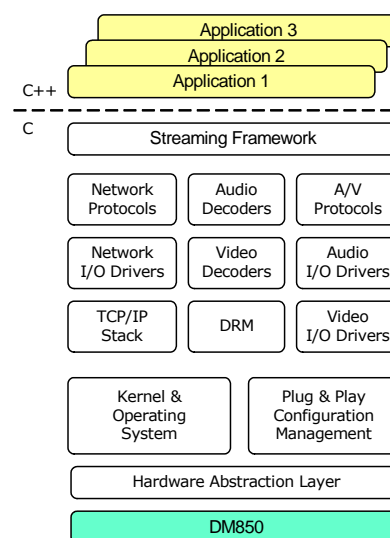 Application 3
Application 2
Application 1
C++
C
Streaming Framework
Network
Protocols
Audio
Decoders
A/V
Protocols
Network
I/O Drivers
Video
Decoders
Audio
I/O Drivers
TCP/IP
Stack
DRM
Video
I/O Drivers
Kernel &
Operating
System
Plug & Play
Configuration
Management
Hardware Abstraction Layer
DM850